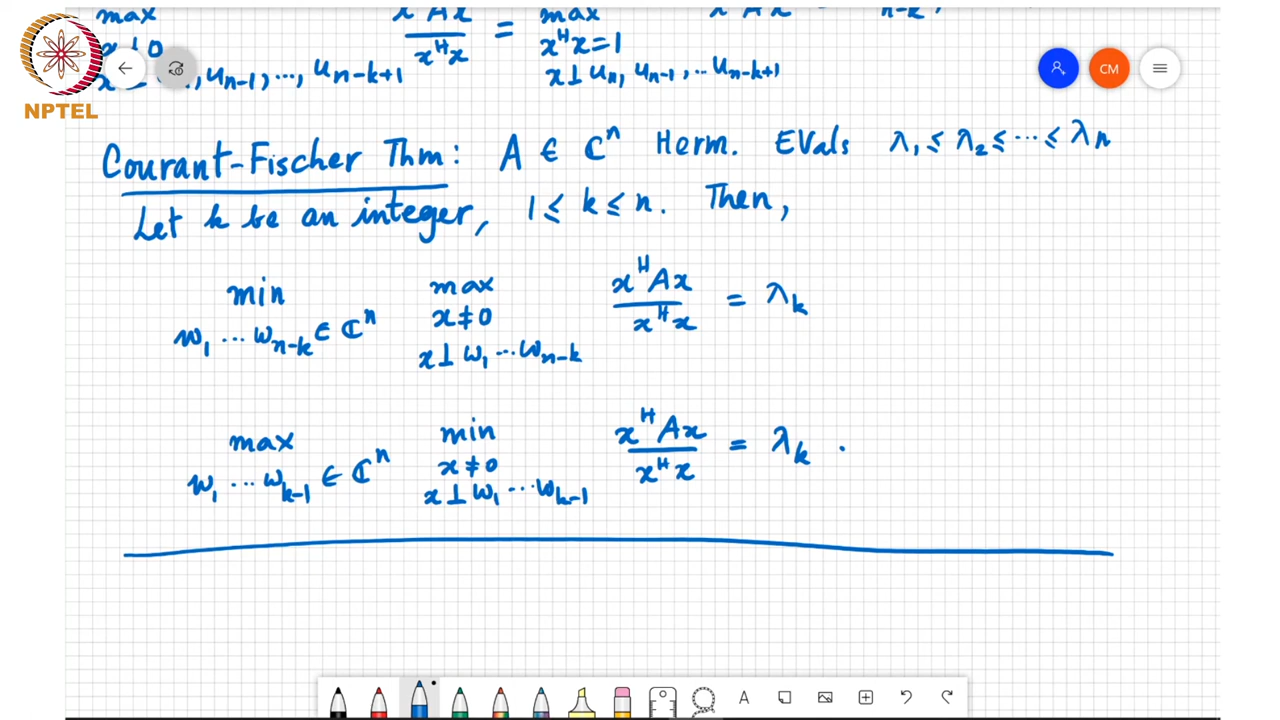 max x^H A x = max x^H A x n-k,
x ≠ 0 x^H x x^H x = 1
u_{n-1}, ..., u_{n-k+1} x ⊥ u_n, u_{n-1}, .. u_{n-k+1}
NPTEL
CM
Courant-Fischer Thm: A ∈ ℂ^n Herm. EVals λ_1 ≤ λ_2 ≤ ··· ≤ λ_n
Let k be an integer, 1 ≤ k ≤ n. Then,
min max x^H A x / x^H x = λ_k
w_1 ... w_{n-k} ∈ ℂ^n x ≠ 0
x ⊥ w_1 ... w_{n-k}
max min x^H A x / x^H x = λ_k .
w_1 ... w_{k-1} ∈ ℂ^n x ≠ 0
x ⊥ w_1 ... w_{k-1}
A